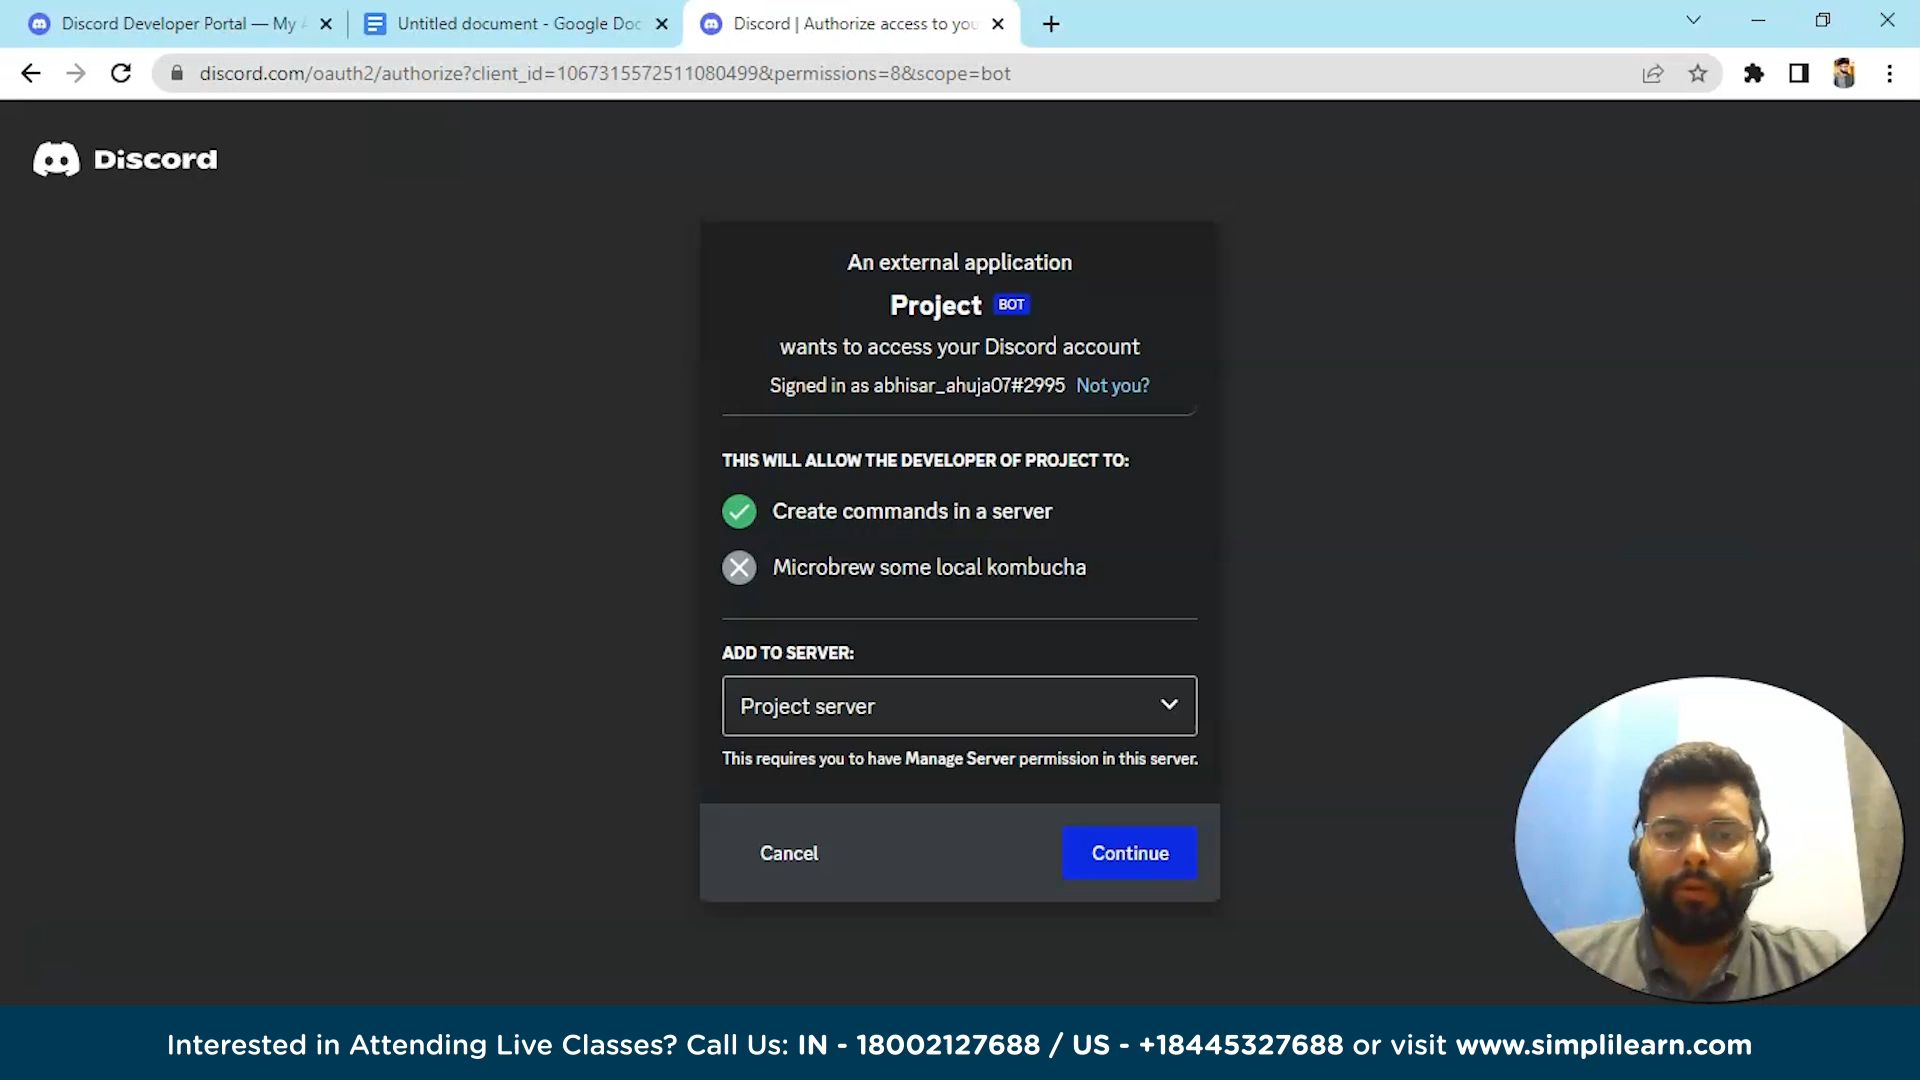 Discord Developer Portal — My
Untitled document - Google Doc
Discord | Authorize access to you
discord.com/oauth2/authorize?client_id=1067315572511080499&permissions=8&scope=bot
Discord
An external application
Project BOT
wants to access your Discord account
Signed in as abhisar_ahuja07#2995 Not you?
THIS WILL ALLOW THE DEVELOPER OF PROJECT TO:
Create commands in a server
Microbrew some local kombucha
ADD TO SERVER:
Project server
This requires you to have Manage Server permission in this server.
Cancel
Continue
Interested in Attending Live Classes? Call Us: IN - 18002127688 / US - +18445327688 or visit www.simplilearn.com